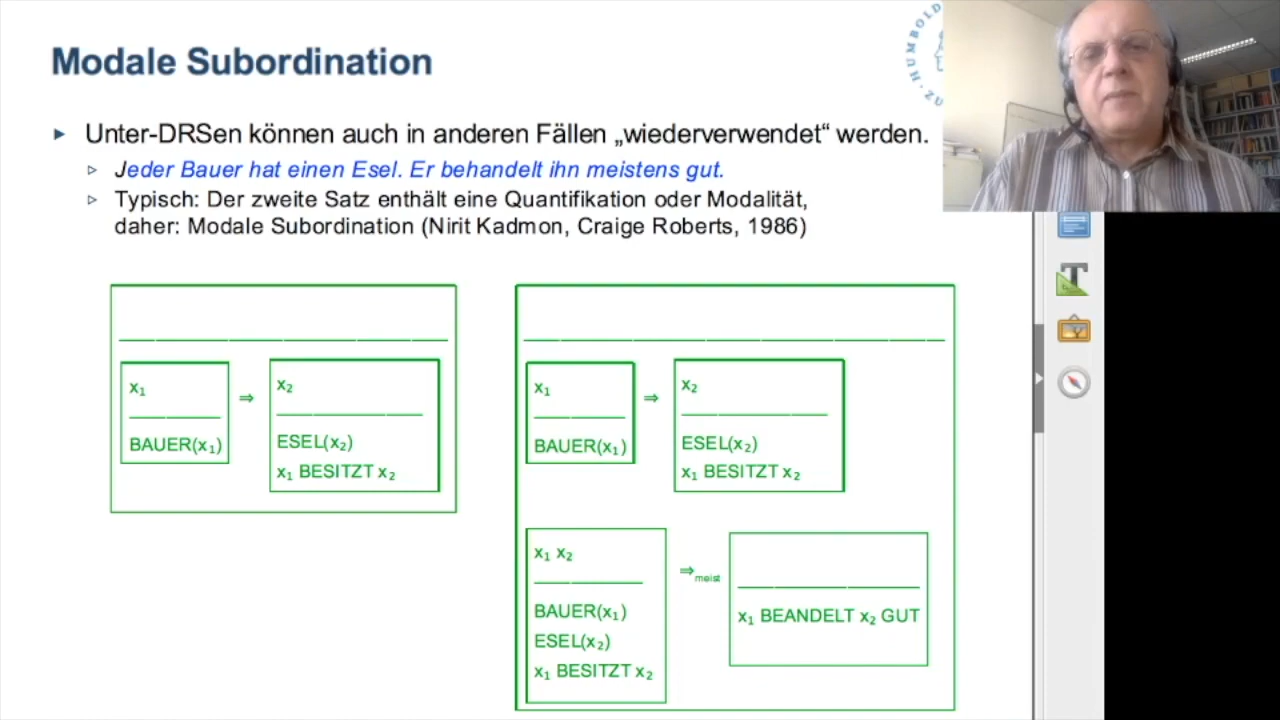 Modale Subordination
HUMBOLD
ZU
► Unter-DRSen können auch in anderen Fällen „wiederverwendet“ werden.
▷ Jeder Bauer hat einen Esel. Er behandelt ihn meistens gut.
▷ Typisch: Der zweite Satz enthält eine Quantifikation oder Modalität,
daher: Modale Subordination (Nirit Kadmon, Craige Roberts, 1986)
x₁
BAUER(x₁)
⇒
x₂
ESEL(x₂)
x₁ BESITZT x₂
x₁
BAUER(x₁)
⇒
x₂
ESEL(x₂)
x₁ BESITZT x₂
x₁ x₂
BAUER(x₁)
ESEL(x₂)
x₁ BESITZT x₂
⇒meist
x₁ BEANDELT x₂ GUT